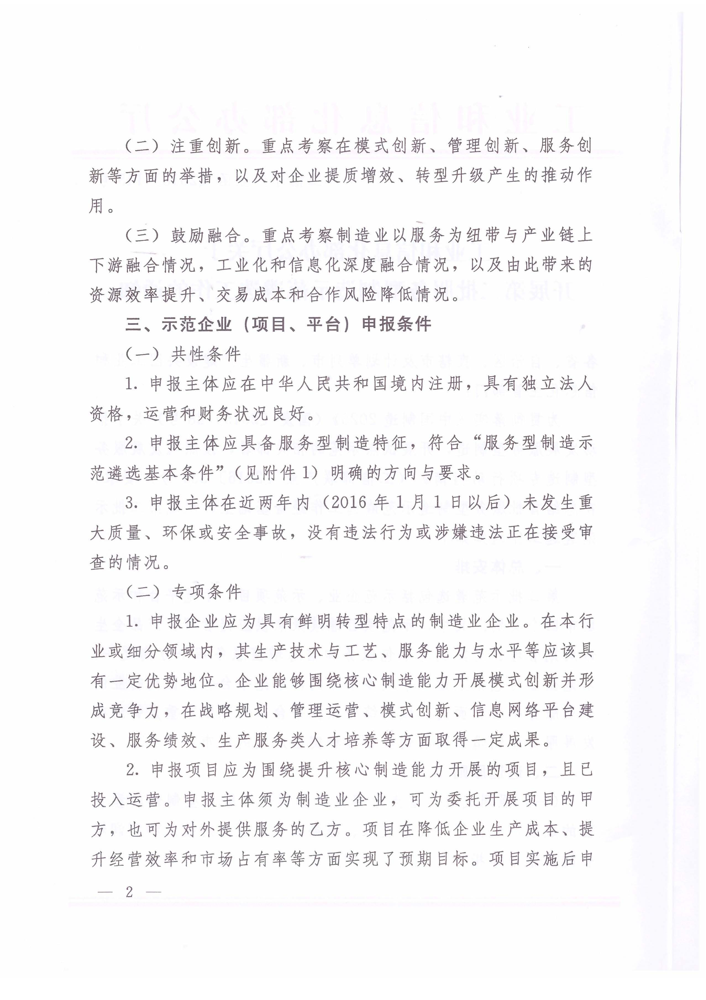 （二）注重创新。重点考察在模式创新、管理创新、服务创
新等方面的举措，以及对企业提质增效、转型升级产生的推动作
用。
（三）鼓励融合。重点考察制造业以服务为纽带与产业链上
下游融合情况，工业化和信息化深度融合情况，以及由此带来的
资源效率提升、交易成本和合作风险降低情况。
三、示范企业（项目、平台）申报条件
（一）共性条件
1. 申报主体应在中华人民共和国境内注册，具有独立法人
资格，运营和财务状况良好。
2. 申报主体应具备服务型制造特征，符合“服务型制造示
范遴选基本条件”（见附件1）明确的方向与要求。
3. 申报主体在近两年内（2016年1月1日以后）未发生重
大质量、环保或安全事故，没有违法行为或涉嫌违法正在接受审
查的情况。
（二）专项条件
1. 申报企业应为具有鲜明转型特点的制造业企业。在本行
业或细分领域内，其生产技术与工艺、服务能力与水平等应该具
有一定优势地位。企业能够围绕核心制造能力开展模式创新并形
成竞争力，在战略规划、管理运营、模式创新、信息网络平台建
设、服务绩效、生产服务类人才培养等方面取得一定成果。
2. 申报项目应为围绕提升核心制造能力开展的项目，且已
投入运营。申报主体须为制造业企业，可为委托开展项目的甲
方，也可为对外提供服务的乙方。项目在降低企业生产成本、提
升经营效率和市场占有率等方面实现了预期目标。项目实施后申
— 2 —